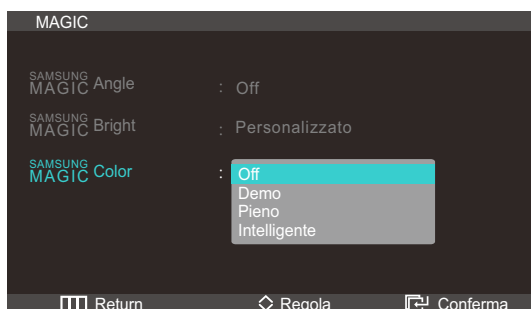 MAGIC
SAMSUNG
MAGIC Angle : Off
SAMSUNG
MAGIC Bright : Personalizzato
SAMSUNG
MAGIC Color : Off
Demo
Pieno
Intelligente
Return Regola Conferma